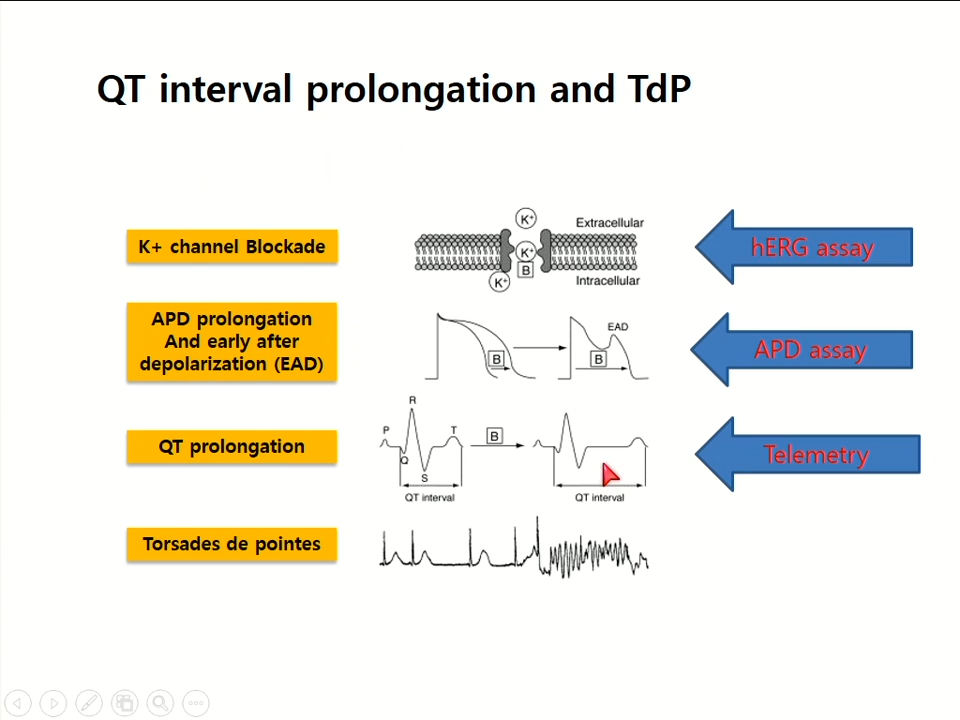 QT interval prolongation and TdP
K+ channel Blockade
K+
Extracellular
K+
B
K+
Intracellular
hERG assay
APD prolongation
And early after
depolarization (EAD)
B
EAD
B
APD assay
QT prolongation
P
R
Q
S
T
QT interval
B
QT interval
Telemetry
Torsades de pointes